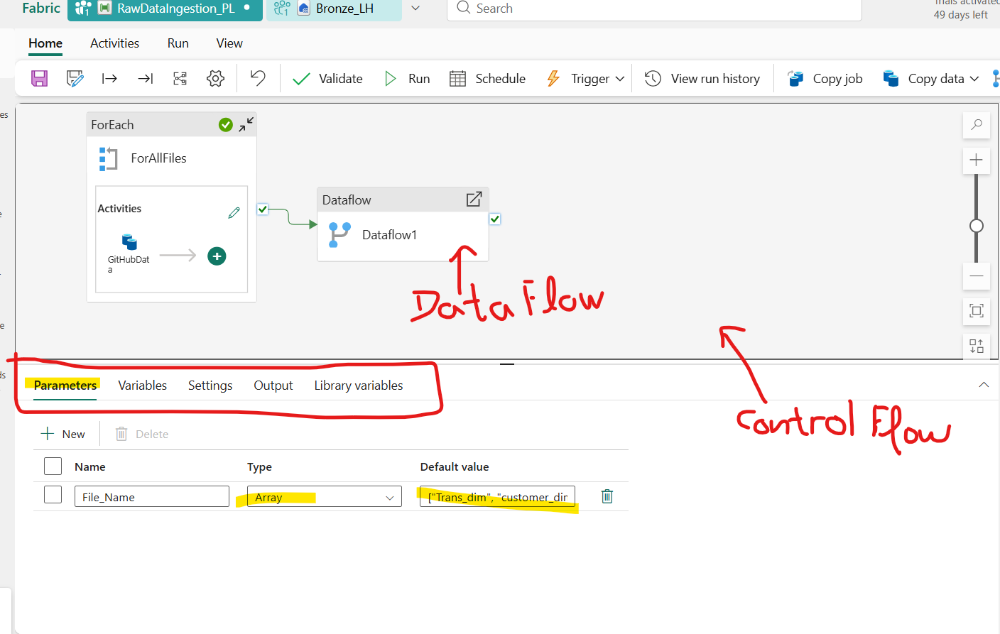 Fabric
RawDataIngestion_PL
Bronze_LH
Search
Trials activated
49 days left
Home Activities Run View
Validate Run Schedule Trigger View run history Copy job Copy data
ForEach
ForAllFiles
Activities
GitHubDat
a
Dataflow
Dataflow1
Data Flow
Control Flow
Parameters Variables Settings Output Library variables
New Delete
Name Type Default value
File_Name Array ["Trans_dim", "customer_dir